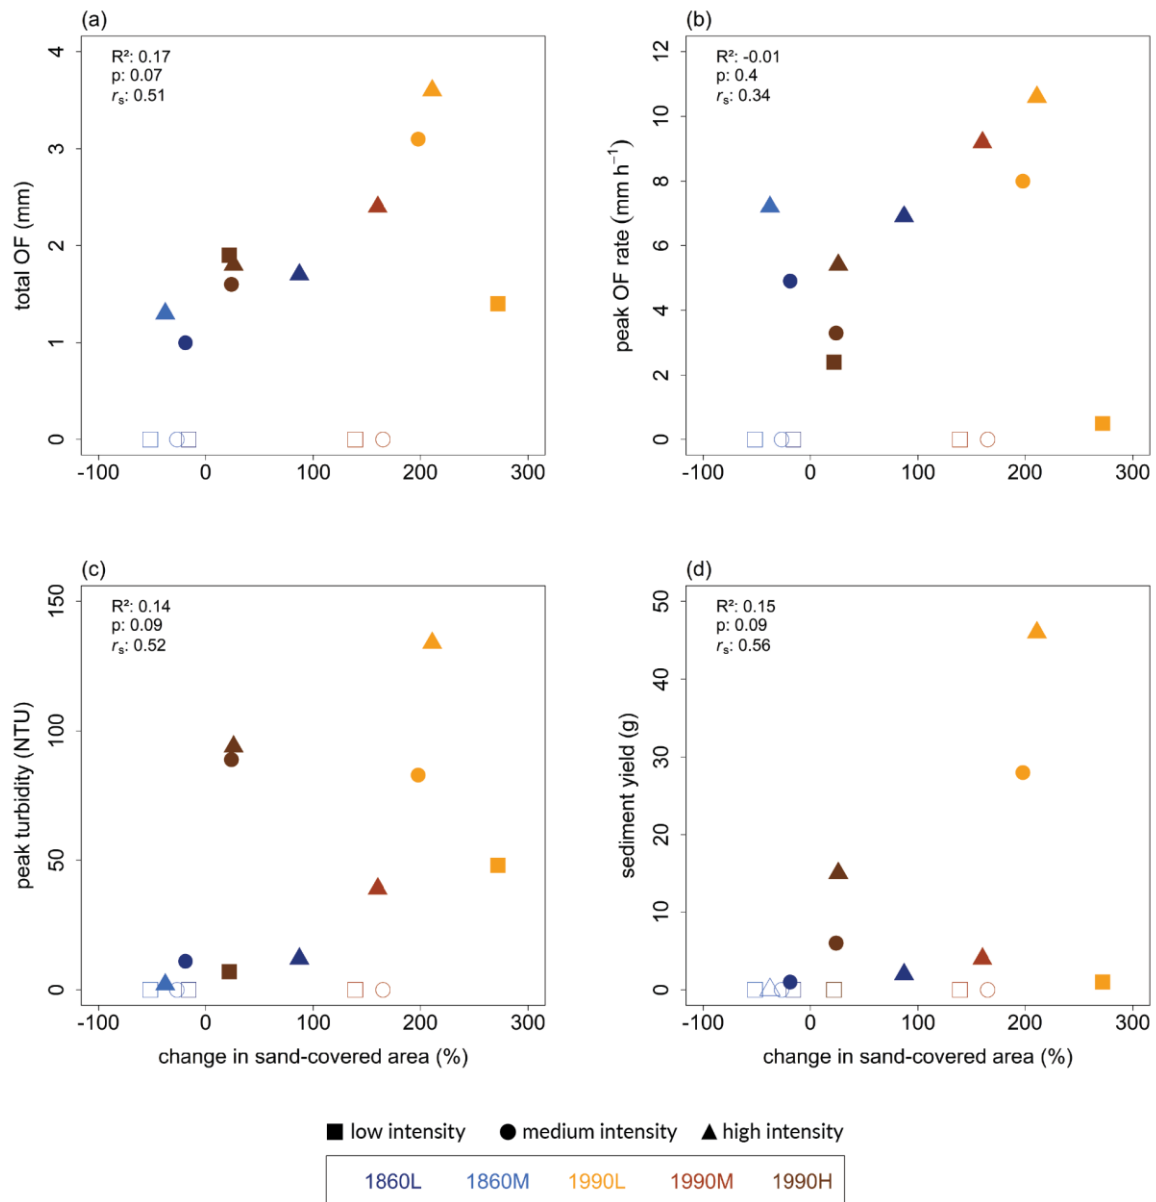 (a)
R²: 0.17
p: 0.07
rs: 0.51
total OF (mm)
4
3
2
1
0
-100 0 100 200 300
(b)
R²: -0.01
p: 0.4
rs: 0.34
peak OF rate (mm h⁻¹)
12
10
8
6
4
2
0
-100 0 100 200 300
(c)
R²: 0.14
p: 0.09
rs: 0.52
peak turbidity (NTU)
150
100
50
0
-100 0 100 200 300
change in sand-covered area (%)
(d)
R²: 0.15
p: 0.09
rs: 0.56
sediment yield (g)
50
40
30
20
10
0
-100 0 100 200 300
change in sand-covered area (%)
low intensity medium intensity high intensity
1860L 1860M 1990L 1990M 1990H